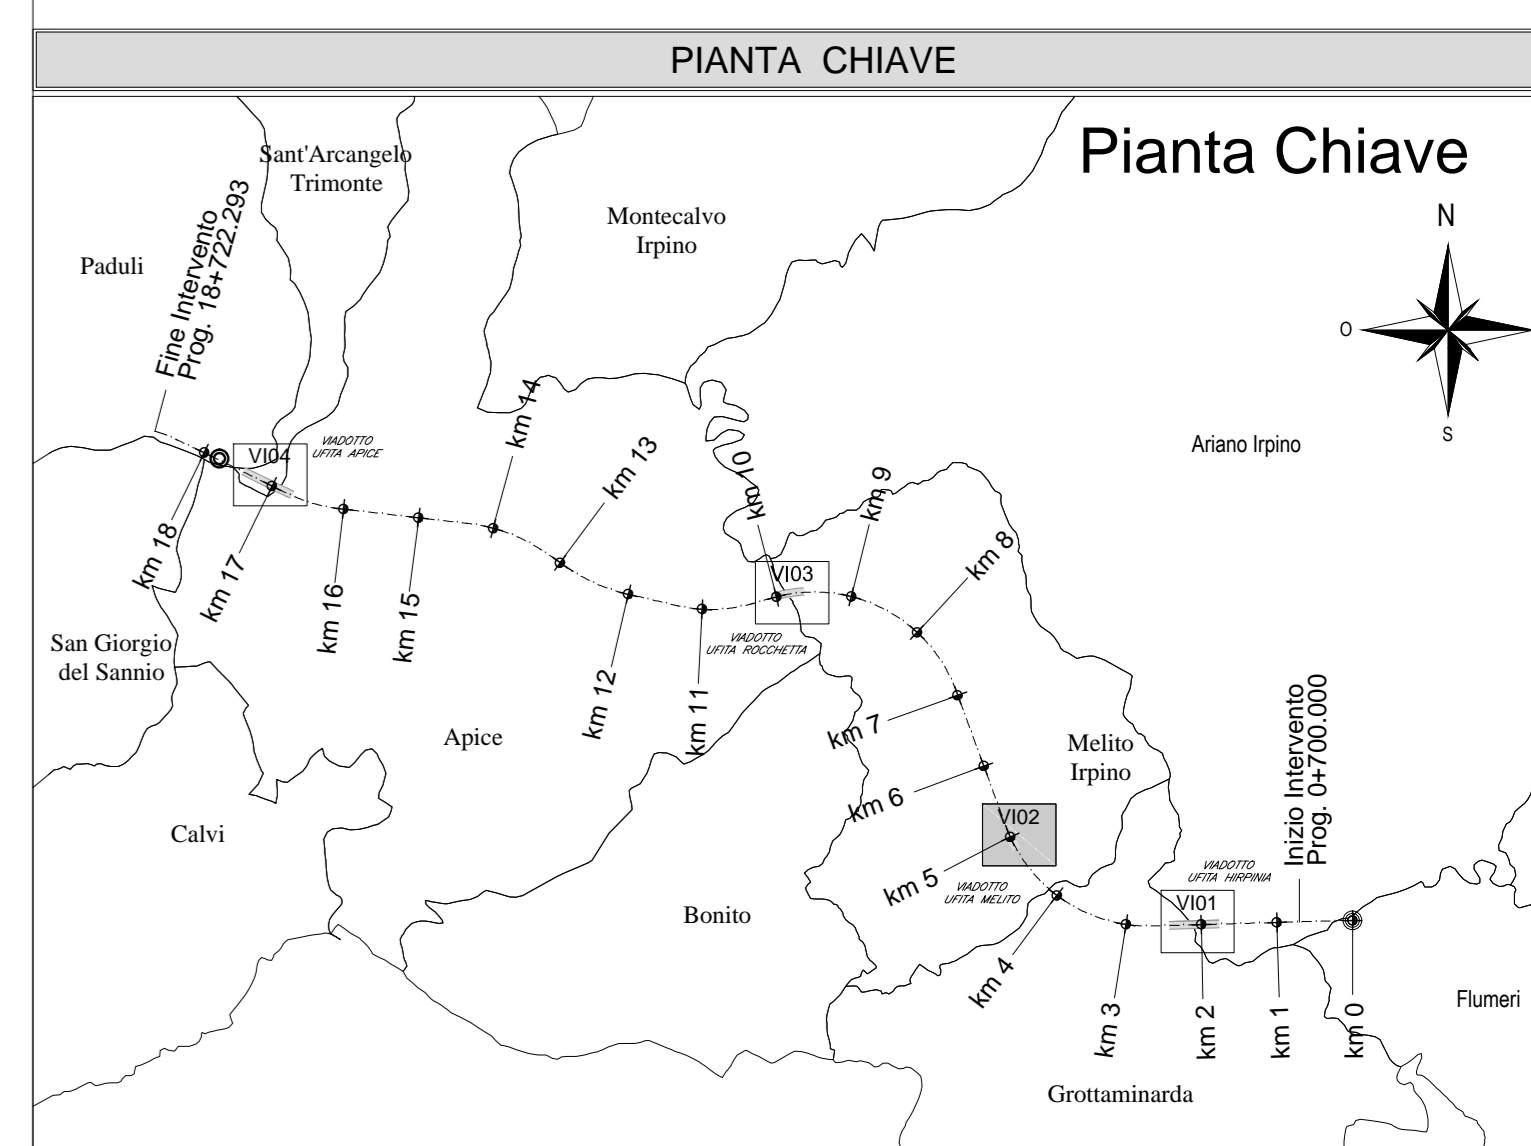 PIANTA CHIAVE
Pianta Chiave
Sant'Arcangelo
Trimonte
Montecalvo
Irpino
N
Paduli
Fine Intervento
Prog. 18+722.293
O
S
Ariano Irpino
km 14
km 13
VIADOTTO
UFITA APICE
VI04
km 10
km 9
km 8
km 18
km 17
km 16
km 15
VI03
VIADOTTO
UFITA ROCCHETTA
San Giorgio
del Sannio
km 12
km 11
Apice
km 7
Melito
Irpino
Inizio Intervento
Prog. 0+700.000
km 6
VI02
Calvi
km 5
VIADOTTO
UFITA MELITO
VIADOTTO
UFITA HIRPINIA
VI01
Bonito
km 4
km 3
km 2
km 1
km 0
Flumeri
Grottaminarda